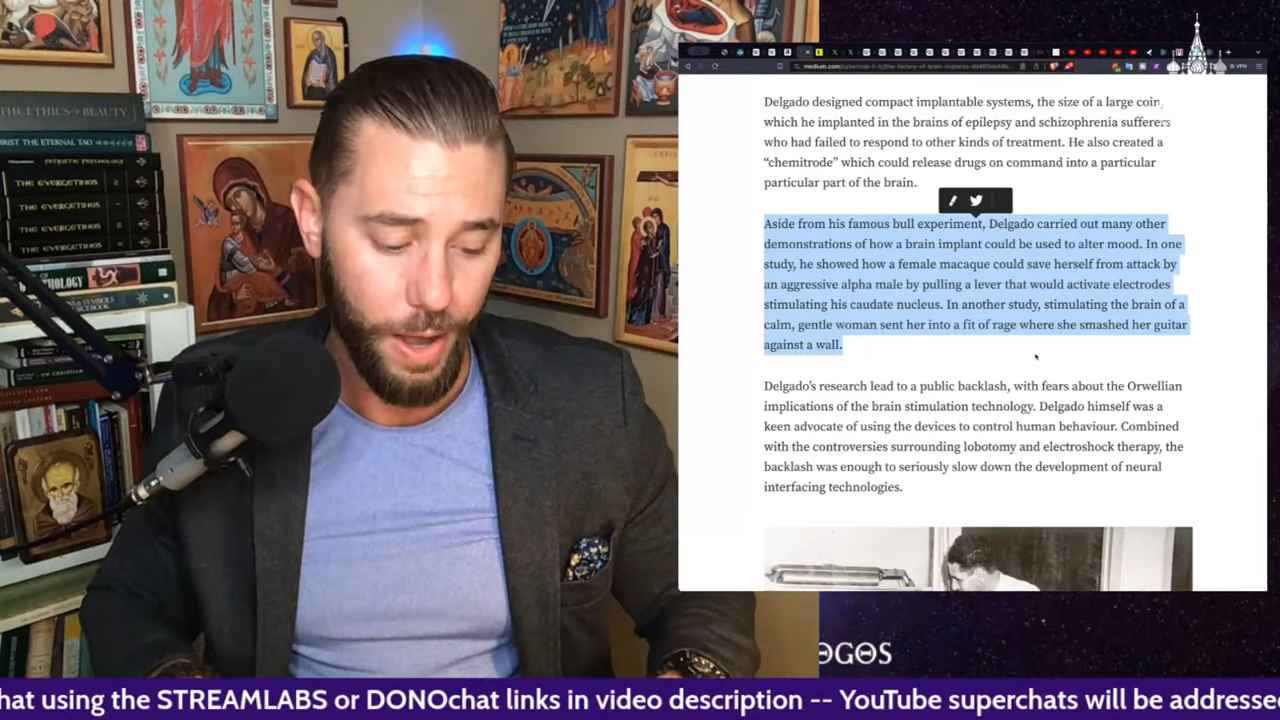 THE ETHICS OF BEAUTY
CHRIST THE ETERNAL TAO
PATRISTIC PSYCHOLOGY
THE EVERGETINOS
THE EVERGETINOS
THE EVERGETINOS
THE EVERGETINOS
Delgado designed compact implantable systems, the size of a large coin,
which he implanted in the brains of epilepsy and schizophrenia sufferers
who had failed to respond to other kinds of treatment. He also created a
“chemitrode” which could release drugs on command into a particular
particular part of the brain.
Aside from his famous bull experiment, Delgado carried out many other
demonstrations of how a brain implant could be used to alter mood. In one
study, he showed how a female macaque could save herself from attack by
an aggressive alpha male by pulling a lever that would activate electrodes
stimulating his caudate nucleus. In another study, stimulating the brain of a
calm, gentle woman sent her into a fit of rage where she smashed her guitar
against a wall.
Delgado’s research lead to a public backlash, with fears about the Orwellian
implications of the brain stimulation technology. Delgado himself was a
keen advocate of using the devices to control human behaviour. Combined
with the controversies surrounding lobotomy and electroshock therapy, the
backlash was enough to seriously slow down the development of neural
interfacing technologies.
OGOS
hat using the STREAMLABS or DONOchat links in video description -- YouTube superchats will be addresse